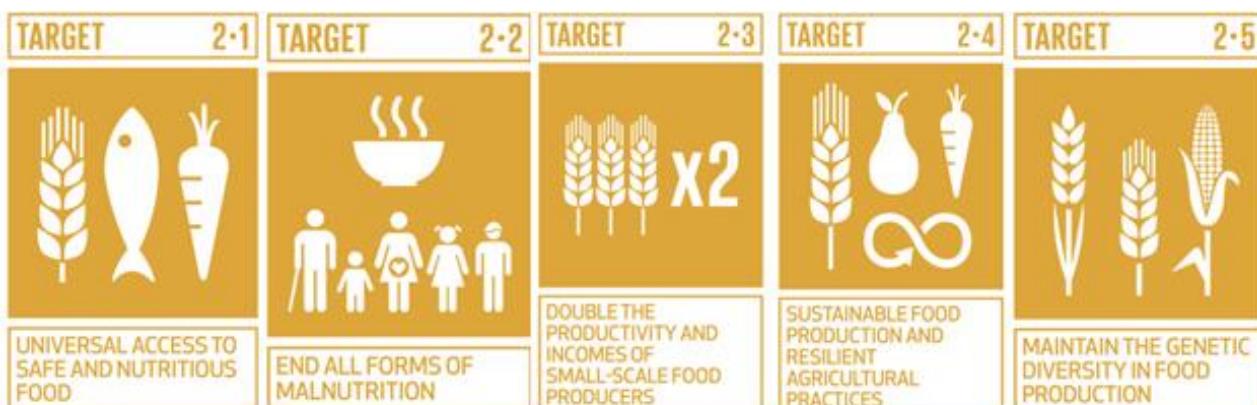 TARGET 2·1
UNIVERSAL ACCESS TO
SAFE AND NUTRITIOUS
FOOD
TARGET 2·2
END ALL FORMS OF
MALNUTRITION
TARGET 2·3
x2
DOUBLE THE
PRODUCTIVITY AND
INCOMES OF
SMALL-SCALE FOOD
PRODUCERS
TARGET 2·4
SUSTAINABLE FOOD
PRODUCTION AND
RESILIENT
AGRICULTURAL
PRACTICES
TARGET 2·5
MAINTAIN THE GENETIC
DIVERSITY IN FOOD
PRODUCTION